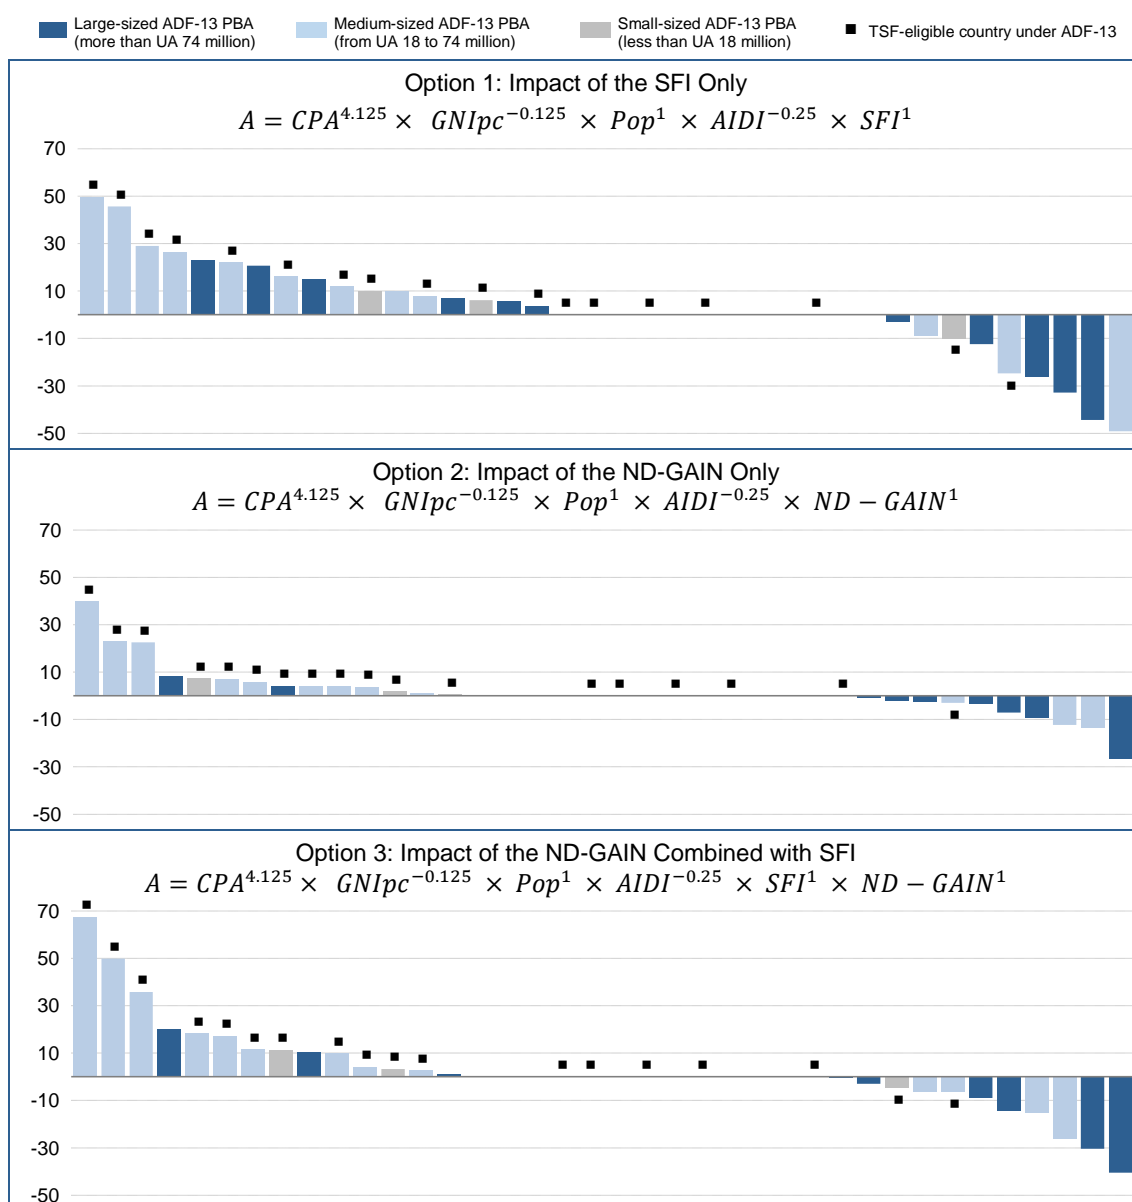 Large-sized ADF-13 PBA
(more than UA 74 million)
Medium-sized ADF-13 PBA
(from UA 18 to 74 million)
Small-sized ADF-13 PBA
(less than UA 18 million)
TSF-eligible country under ADF-13
Option 1: Impact of the SFI Only
A = CPA^4.125 × GNIpc^−0.125 × Pop^1 × AIDI^−0.25 × SFI^1
70
50
30
10
-10
-30
-50
Option 2: Impact of the ND-GAIN Only
A = CPA^4.125 × GNIpc^−0.125 × Pop^1 × AIDI^−0.25 × ND − GAIN^1
70
50
30
10
-10
-30
-50
Option 3: Impact of the ND-GAIN Combined with SFI
A = CPA^4.125 × GNIpc^−0.125 × Pop^1 × AIDI^−0.25 × SFI^1 × ND − GAIN^1
70
50
30
10
-10
-30
-50